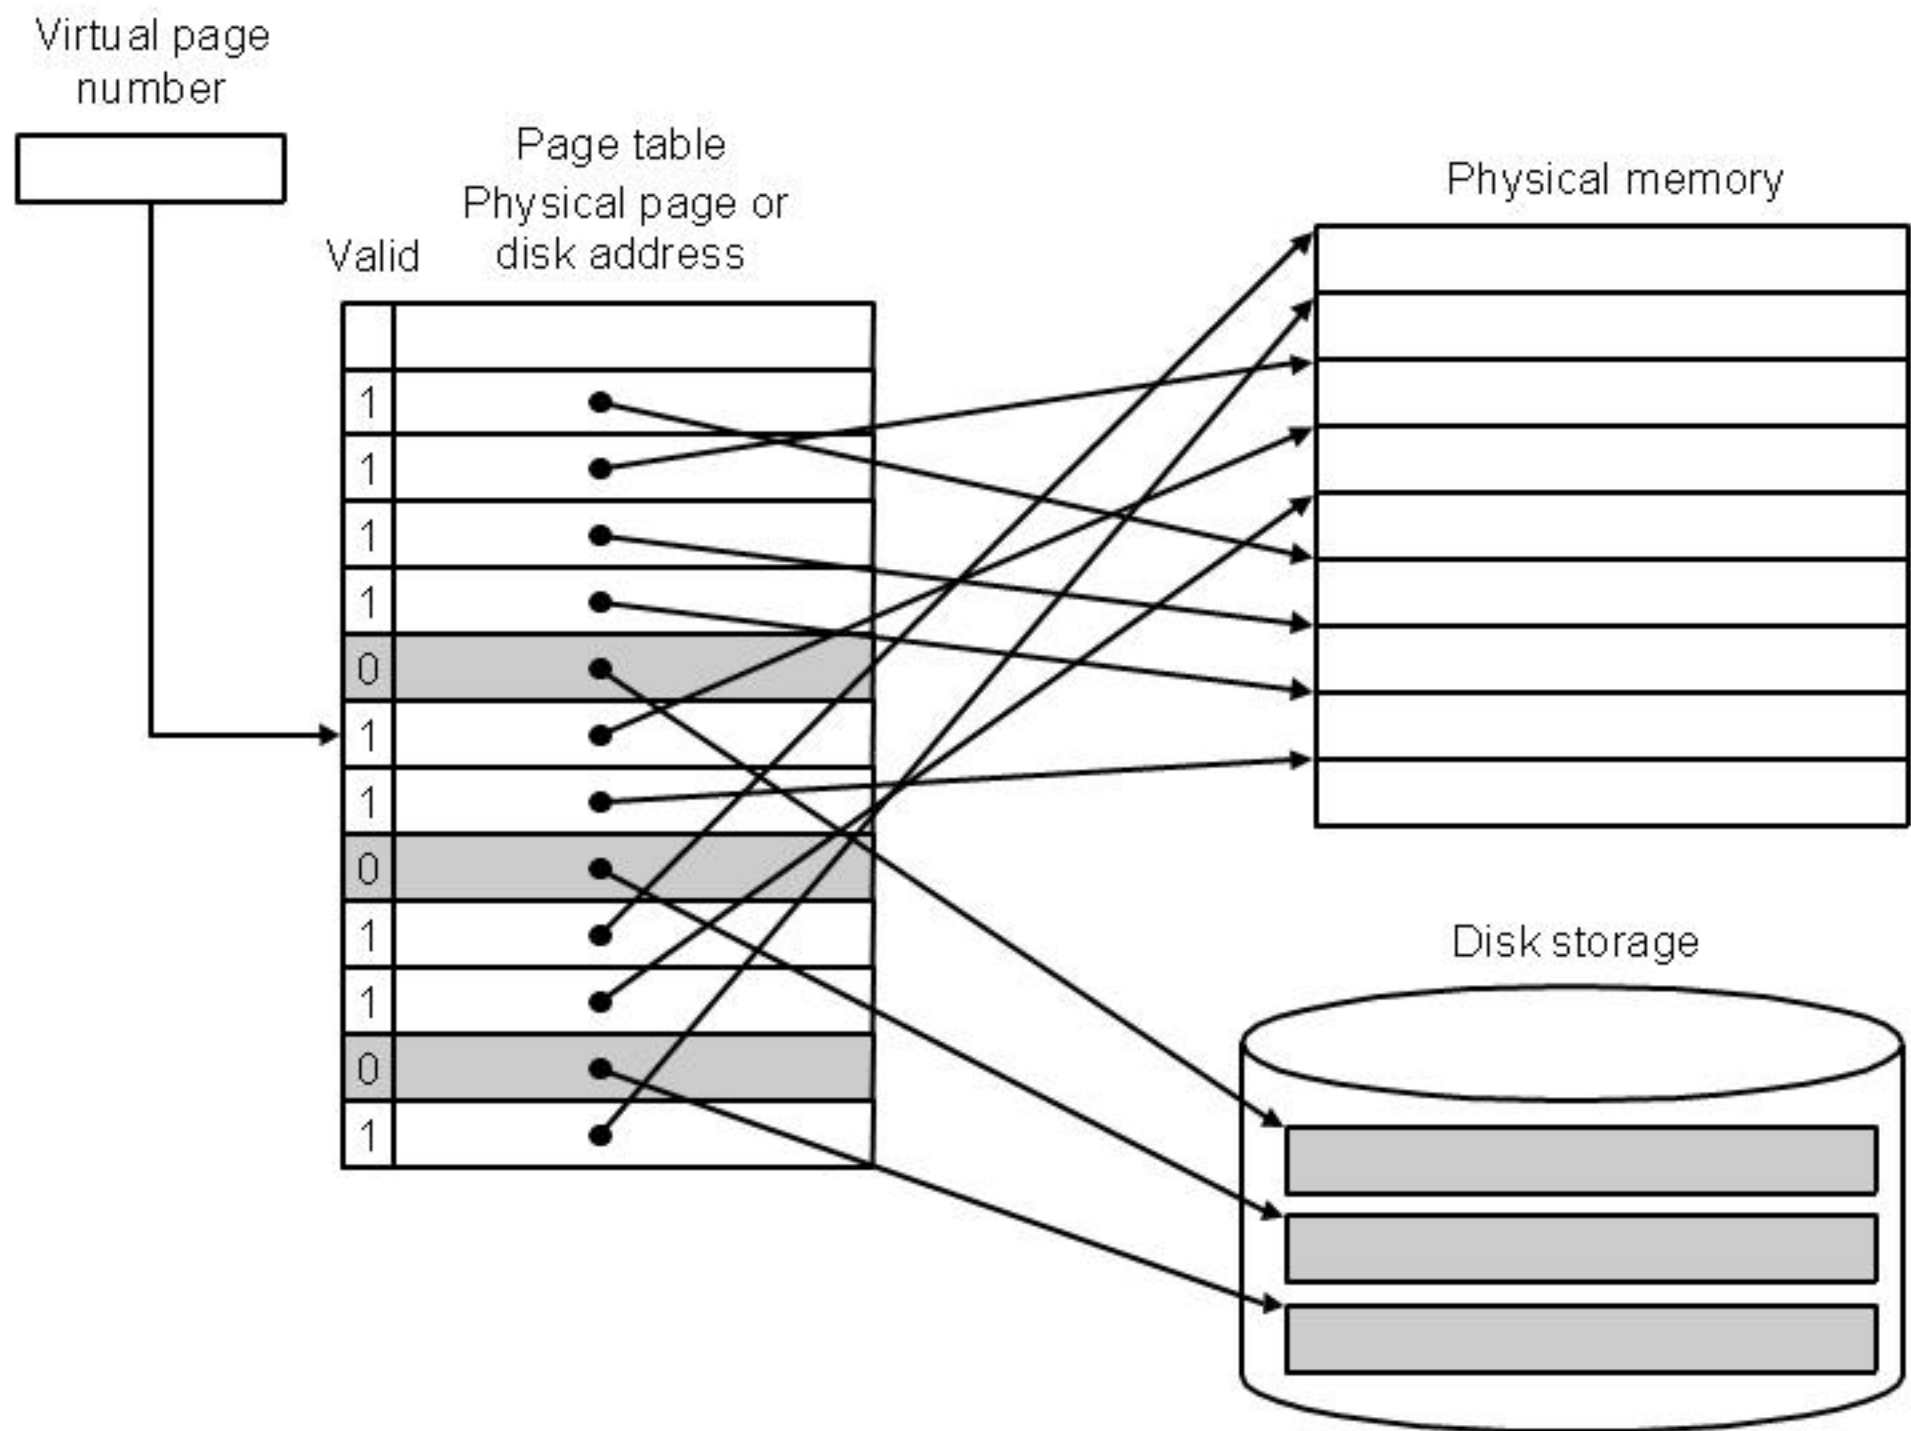 Virtual page
number
Page table
Physical page or
disk address
Valid
1
1
1
1
0
1
1
0
1
1
0
1
Physical memory
Disk storage